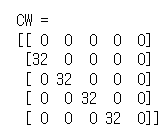 CW =
[[ 0  0  0  0  0]
 [32  0  0  0  0]
 [ 0 32  0  0  0]
 [ 0  0 32  0  0]
 [ 0  0  0 32  0]]